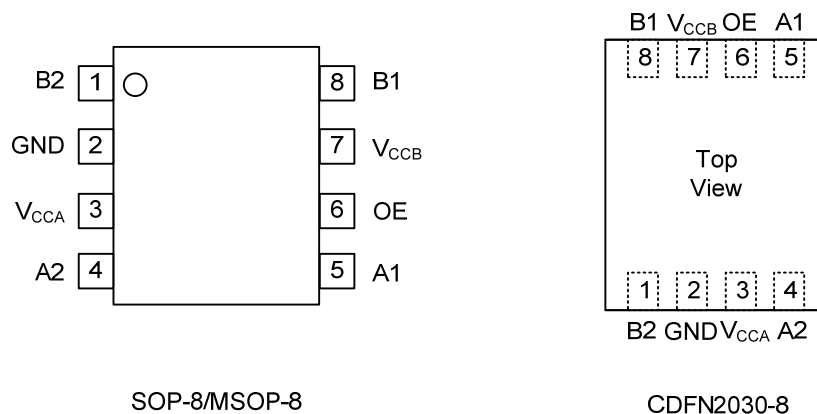 B2 1 8 B1
GND 2 7 VCCB
VCCA 3 6 OE
A2 4 5 A1
SOP-8/MSOP-8
B1 VCCB OE A1
8 7 6 5
Top
View
1 2 3 4
B2 GND VCCA A2
CDFN2030-8